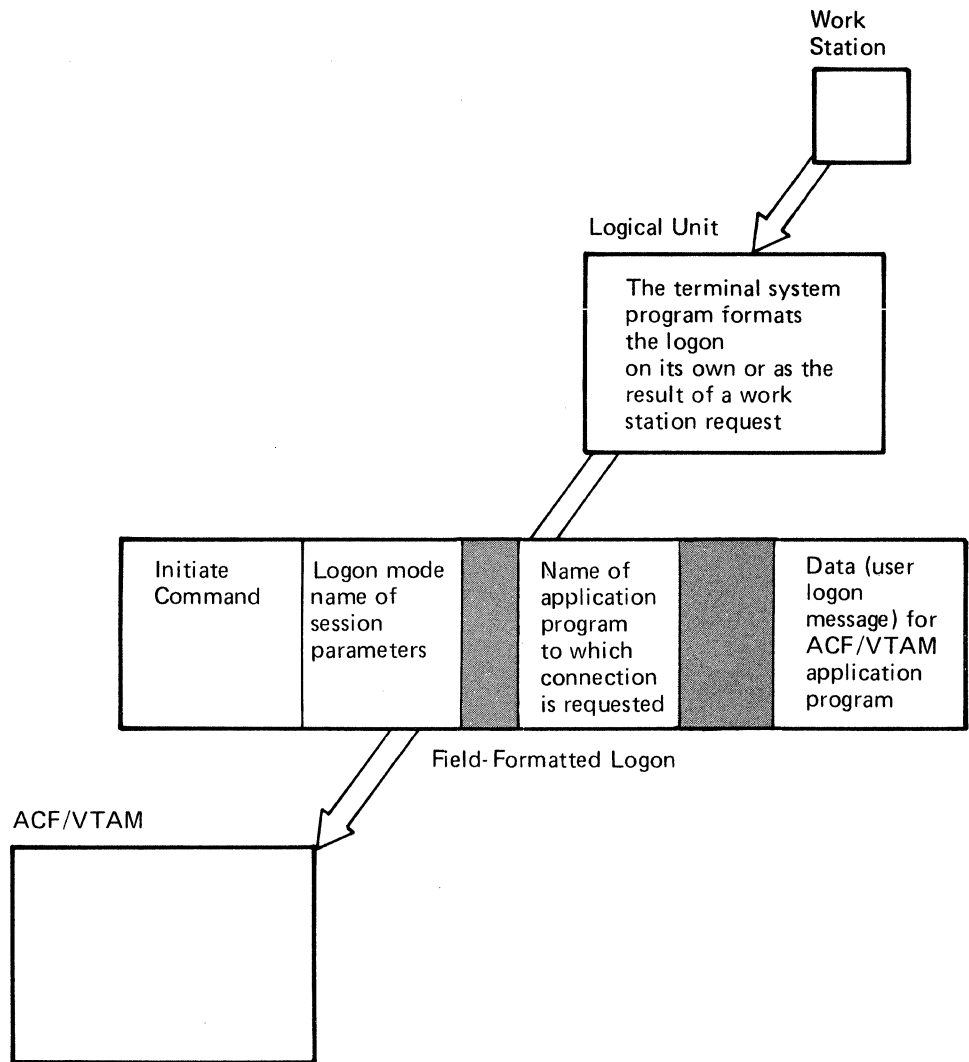 Work
Station
Logical Unit
The terminal system
program formats
the logon
on its own or as the
result of a work
station request
Initiate
Command
Logon mode
name of
session
parameters
Name of
application
program
to which
connection
is requested
Data (user
logon
message) for
ACF/VTAM
application
program
Field-Formatted Logon
ACF/VTAM